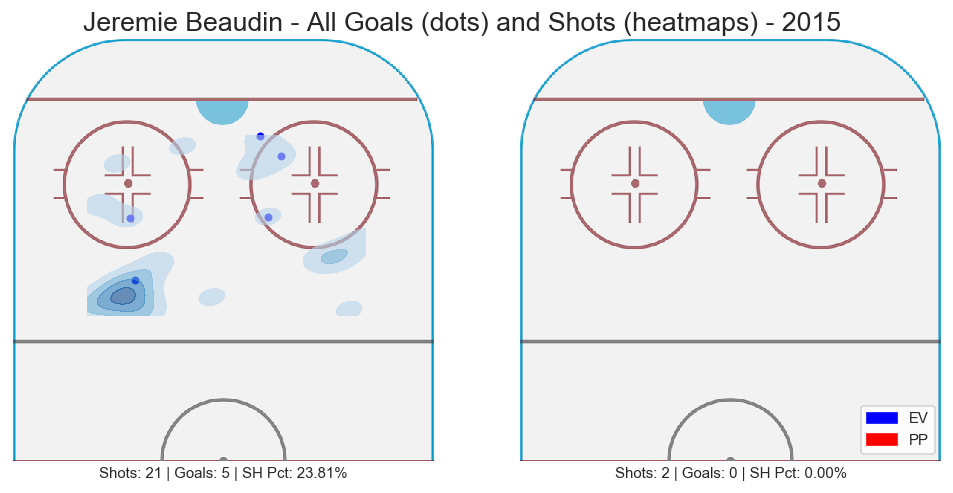 Jeremie Beaudin - All Goals (dots) and Shots (heatmaps) - 2015
EV
PP
Shots: 21 | Goals: 5 | SH Pct: 23.81%
Shots: 2 | Goals: 0 | SH Pct: 0.00%